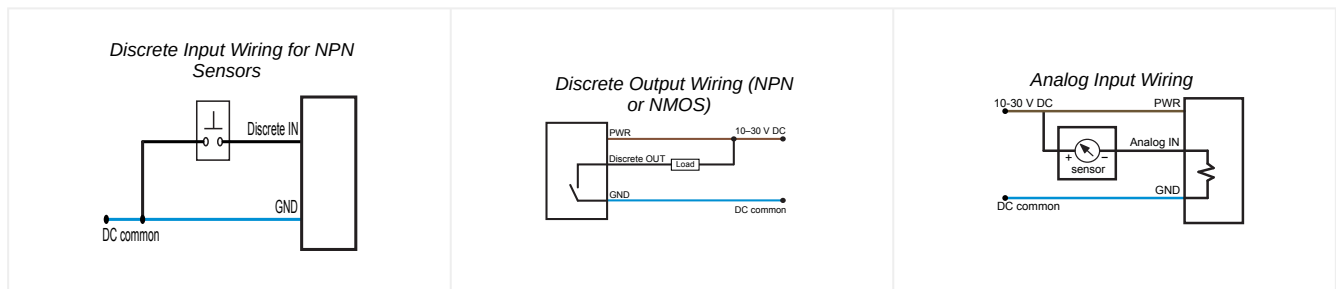 Discrete Input Wiring for NPN
Sensors
Discrete IN
GND
DC common
Discrete Output Wiring (NPN
or NMOS)
PWR
10–30 V DC
Discrete OUT
Load
GND
DC common
Analog Input Wiring
10-30 V DC
PWR
Analog IN
+
–
sensor
GND
DC common